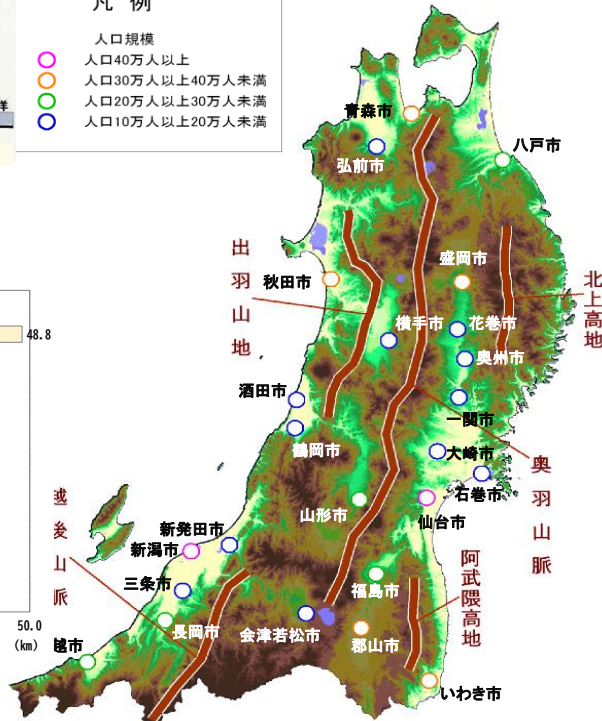 凡 例
人口規模
人口40万人以上
人口30万人以上40万人未満
人口20万人以上30万人未満
人口10万人以上20万人未満
洋
青森市
八戸市
弘前市
出羽山地
秋田市
盛岡市
北上高地
48.8
横手市
花巻市
奥州市
酒田市
一関市
鶴岡市
大崎市
奥羽山脈
石巻市
越後山脈
山形市
仙台市
新発田市
新潟市
阿武隈高地
三条市
福島市
50.0
(km)
長岡市
会津若松市
郡山市
越市
いわき市